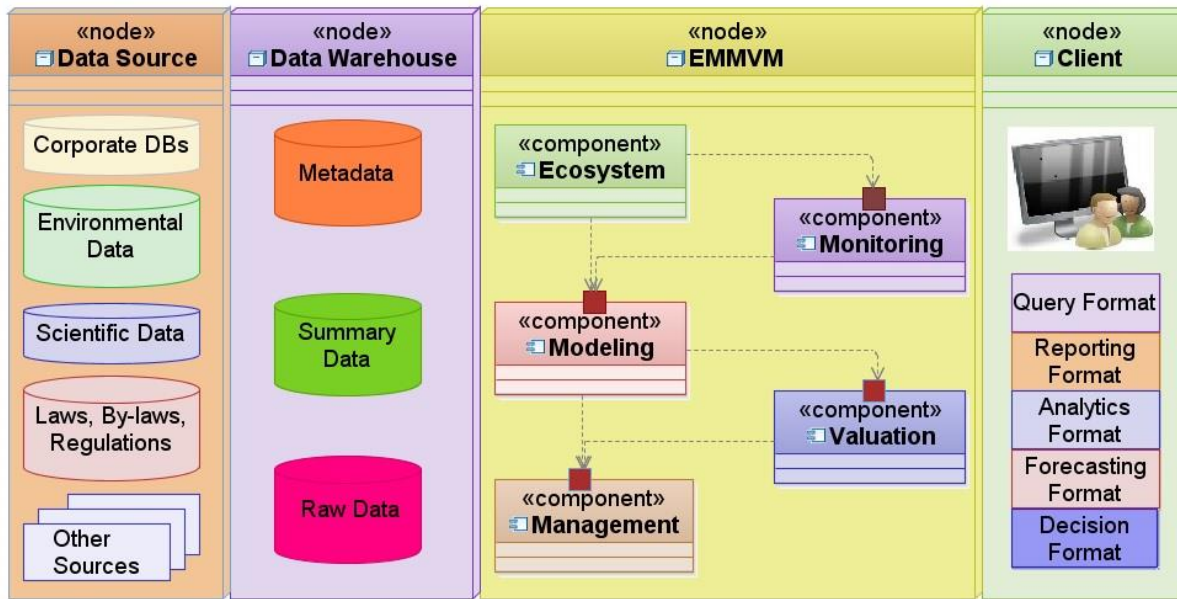 «node»
Data Source
Corporate DBs
Environmental
Data
Scientific Data
Laws, By-laws,
Regulations
Other
Sources
«node»
Data Warehouse
Metadata
Summary
Data
Raw Data
«node»
EMMVM
«component»
Ecosystem
«component»
Monitoring
«component»
Modeling
«component»
Valuation
«component»
Management
«node»
Client
Query Format
Reporting
Format
Analytics
Format
Forecasting
Format
Decision
Format